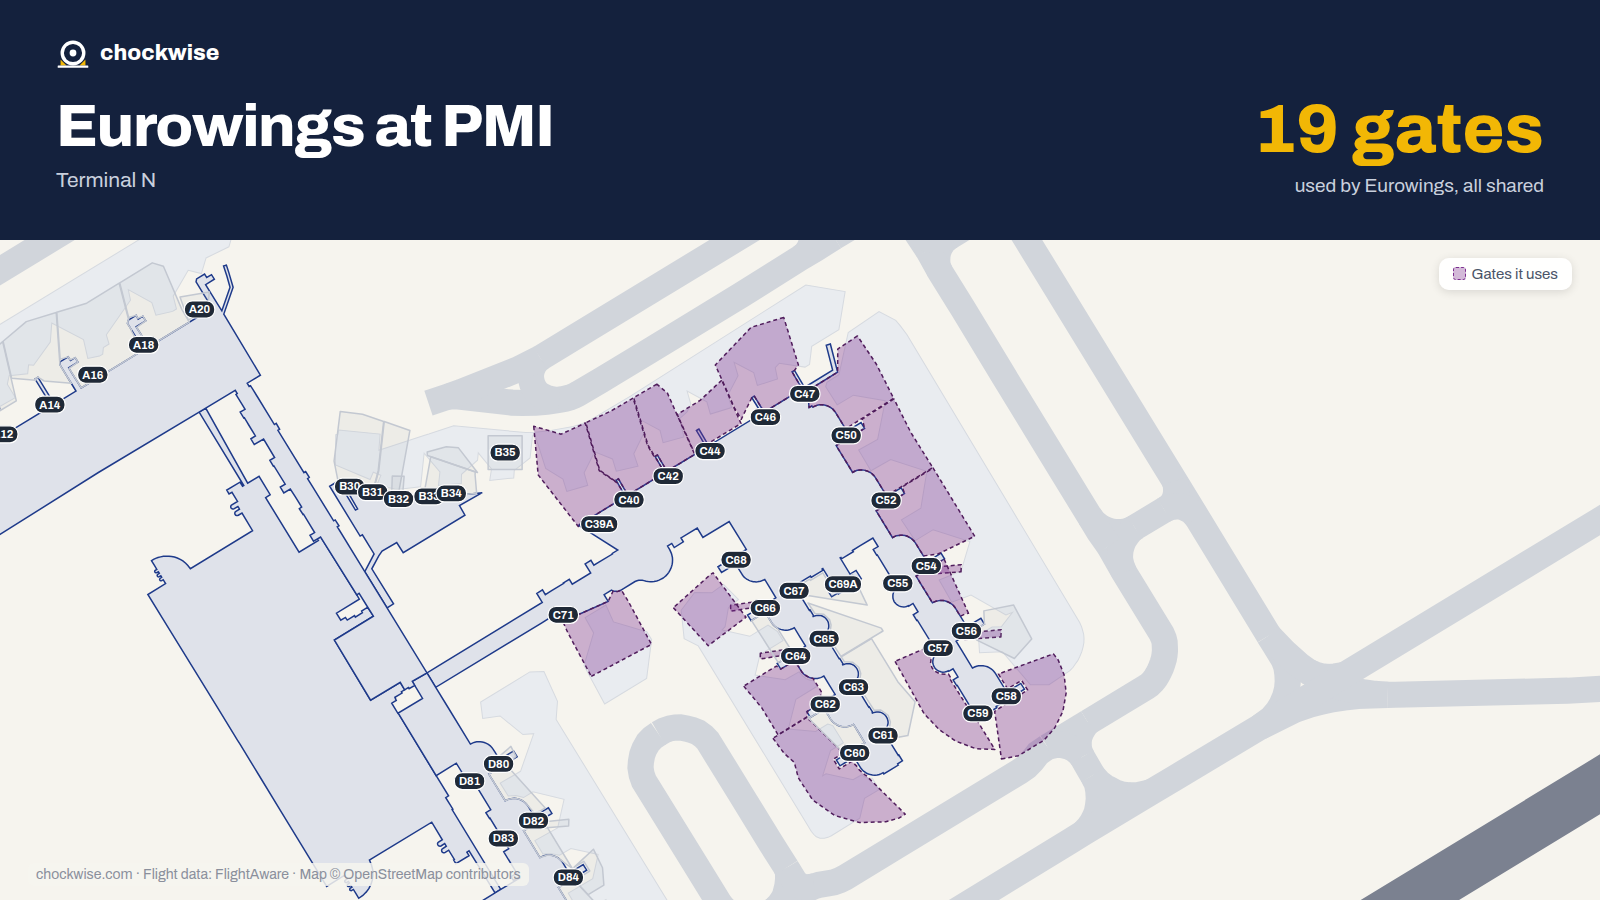 chockwise
Eurowings at PMI
Terminal N
19 gates
used by Eurowings, all shared
Gates it uses
A20
A18
A16
A14
12
B30
B31
B32
B34
B35
C39A
C40
C42
C44
C46
C47
C50
C52
C54
C55
C56
C57
C58
C59
C60
C61
C62
C63
C64
C65
C66
C67
C68
C69A
C71
D80
D81
D82
D83
D84
chockwise.com · Flight data: FlightAware · Map © OpenStreetMap contributors